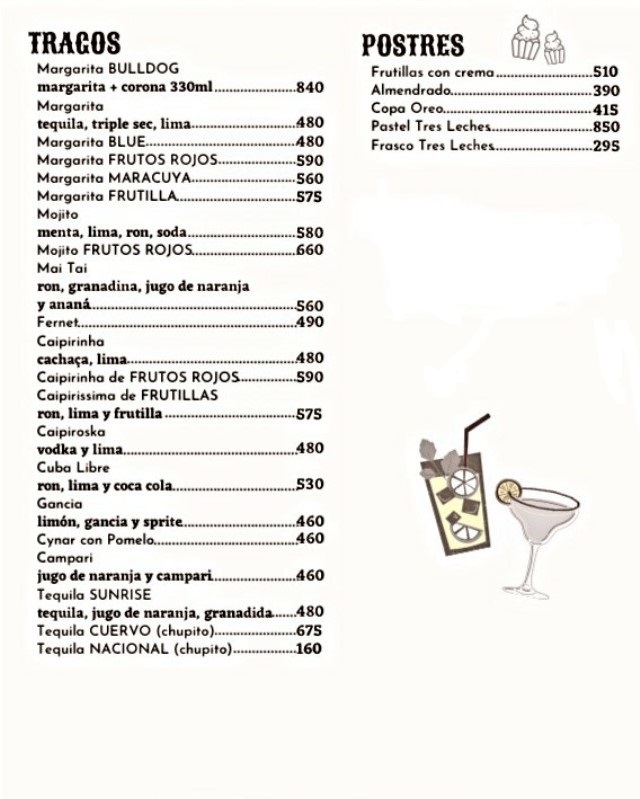 TRAGOS
Margarita BULLDOG
margarita + corona 330ml........................840
Margarita
tequila, triple sec, lima...............................480
Margarita BLUE............................................480
Margarita FRUTOS ROJOS........................590
Margarita MARACUYA................................560
Margarita FRUTILLA....................................575
Mojito
menta, lima, ron, soda.................................580
Mojito FRUTOS ROJOS...............................660
Mai Tai
ron, granadina, jugo de naranja
y ananá.............................................................560
Fernet................................................................490
Caipirinha
cachaça, lima..................................................480
Caipirinha de FRUTOS ROJOS.................590
Caipirissima de FRUTILLAS
ron, lima y frutilla .......................................575
Caipiroska
vodka y lima....................................................480
Cuba Libre
ron, lima y coca cola.....................................530
Gancia
limón, gancia y sprite..................................460
Cynar con Pomelo..........................................460
Campari
jugo de naranja y campari.........................460
Tequila SUNRISE
tequila, jugo de naranja, granadida.......480
Tequila CUERVO (chupito)........................675
Tequila NACIONAL (chupito)...................160
POSTRES
Frutillas con crema............................510
Almendrado.........................................390
Copa Oreo............................................415
Pastel Tres Leches..............................850
Frasco Tres Leches.............................295